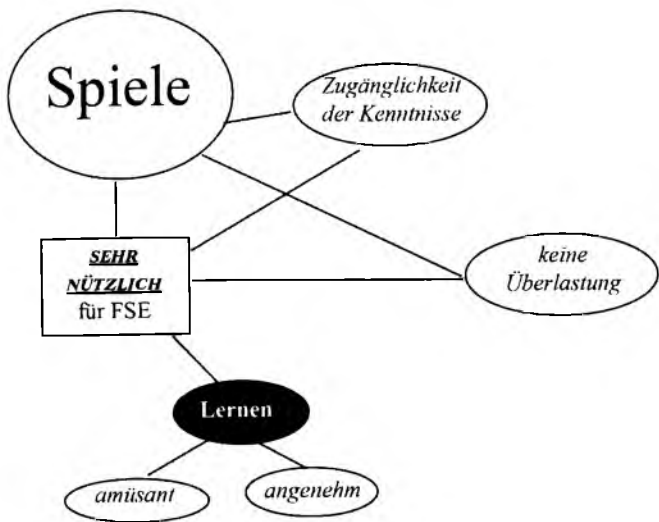 Spiele
Zugänglichkeit
der Kenntnisse
SEHR
NÜTZLICH
für FSE
keine
Überlastung
Lernen
amüsant
angenehm